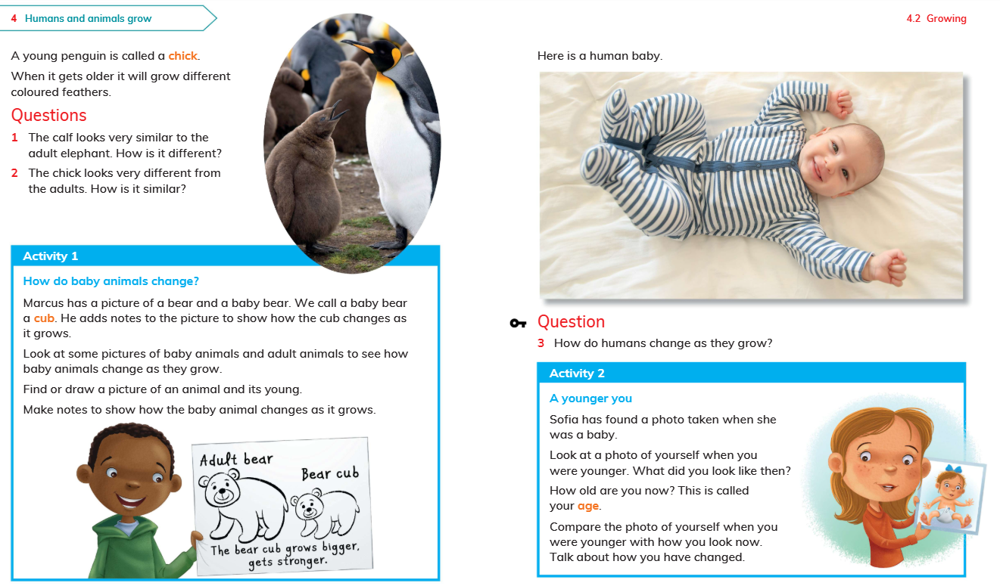 4 Humans and animals grow
A young penguin is called a chick.
When it gets older it will grow different
coloured feathers.
Questions
1 The calf looks very similar to the
adult elephant. How is it different?
2 The chick looks very different from
the adults. How is it similar?
Activity 1
How do baby animals change?
Marcus has a picture of a bear and a baby bear. We call a baby bear
a cub. He adds notes to the picture to show how the cub changes as
it grows.
Look at some pictures of baby animals and adult animals to see how
baby animals change as they grow.
Find or draw a picture of an animal and its young.
Make notes to show how the baby animal changes as it grows.
Adult bear
Bear cub
The bear cub grows bigger,
gets stronger.
4.2 Growing
Here is a human baby.
Question
3 How do humans change as they grow?
Activity 2
A younger you
Sofia has found a photo taken when she
was a baby.
Look at a photo of yourself when you
were younger. What did you look like then?
How old are you now? This is called
your age.
Compare the photo of yourself when you
were younger with how you look now.
Talk about how you have changed.